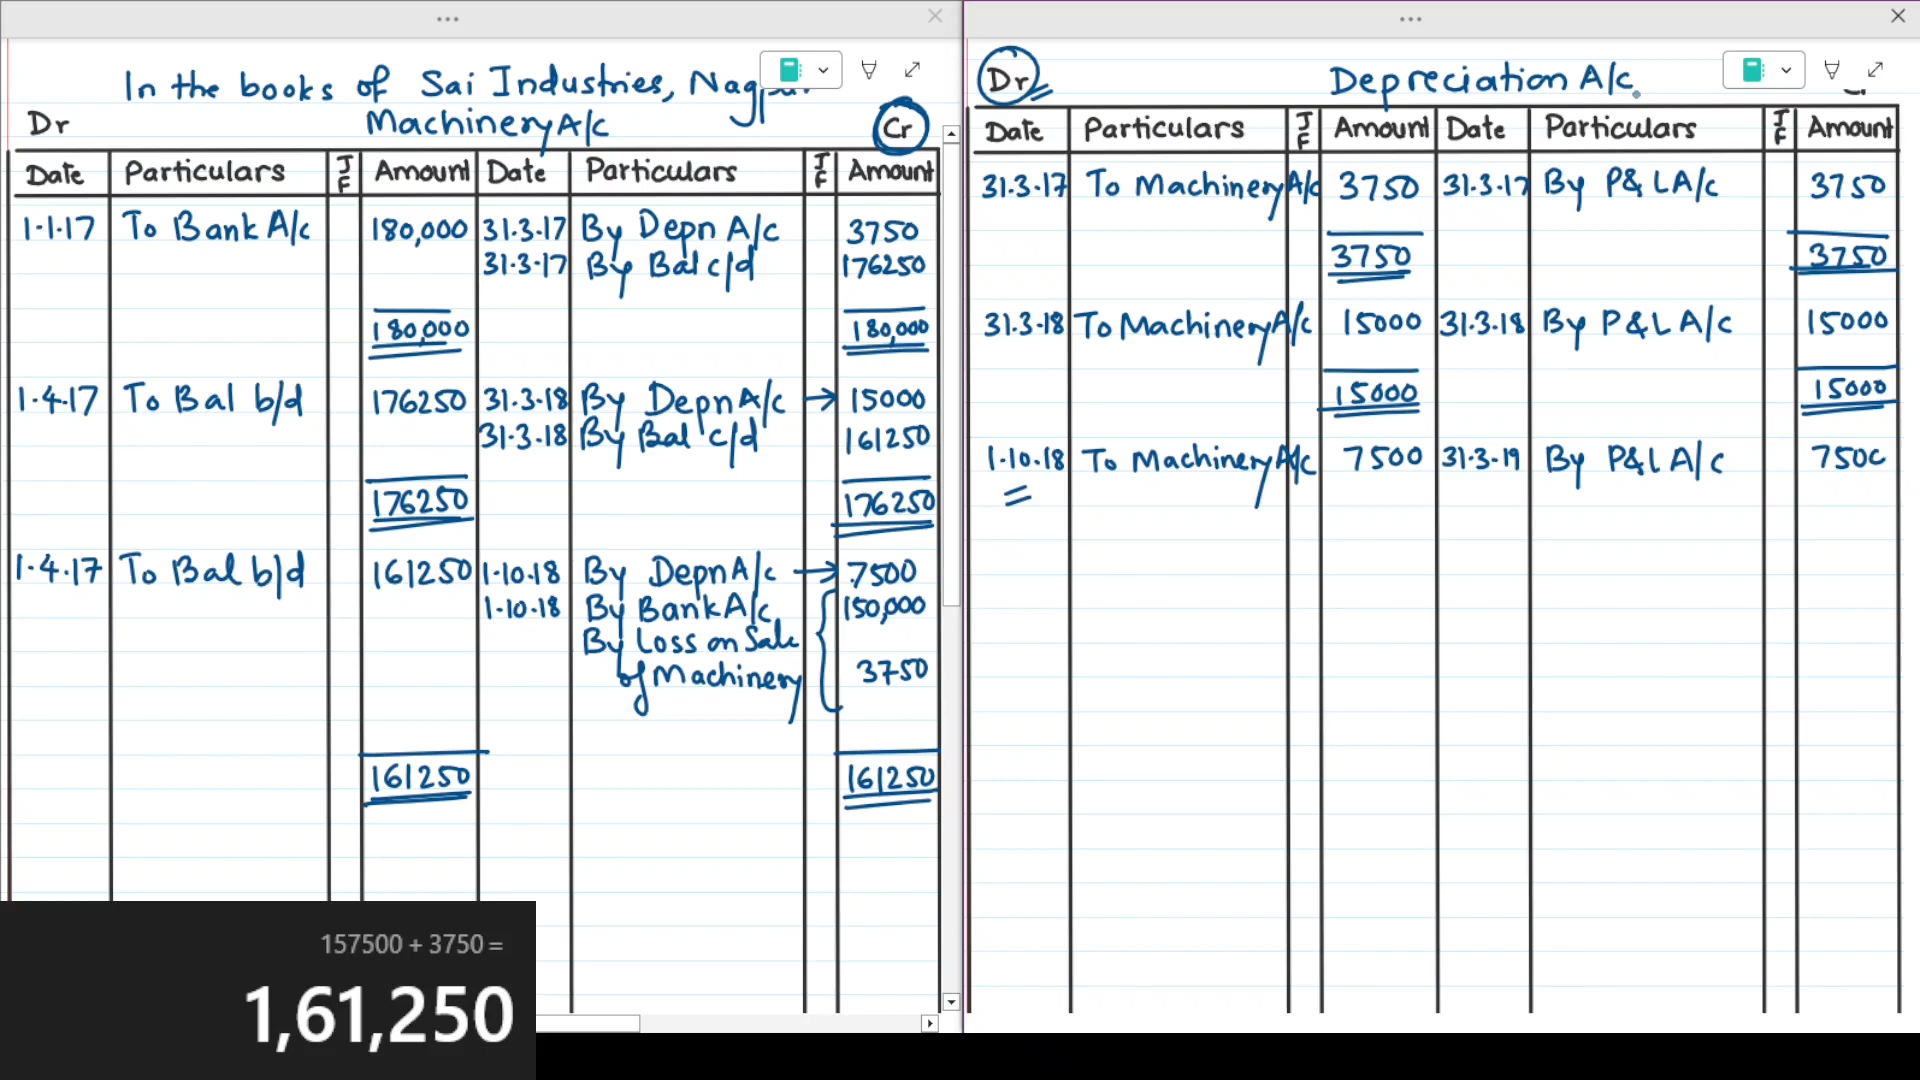 In the books of Sai Industries, Nagpur
Dr Machinery A/c Cr
Date Particulars JF Amount Date Particulars JF Amount
1-1-17 To Bank A/c 180,000 31.3.17 By Depn A/c 3750
31-3-17 By Bal c/d 176250
180,000 180,000
1-4-17 To Bal b/d 176250 31-3-18 By Depn A/c → 15000
31-3-18 By Bal c/d 161250
176250 176250
1-4-17 To Bal b/d 161250 1-10-18 By Depn A/c → 7500
1-10-18 By Bank A/c 150,000
By Loss on Sale
of Machinery 3750
161250 161250
157500 + 3750 =
1,61,250
Dr Depreciation A/c
Date Particulars JF Amount Date Particulars JF Amount
31.3.17 To Machinery A/c 3750 31-3-17 By P&L A/c 3750
3750 3750
31-3-18 To Machinery A/c 15000 31-3-18 By P&L A/c 15000
15000 15000
1-10-18 To Machinery A/c 7500 31-3-19 By P&L A/c 7500